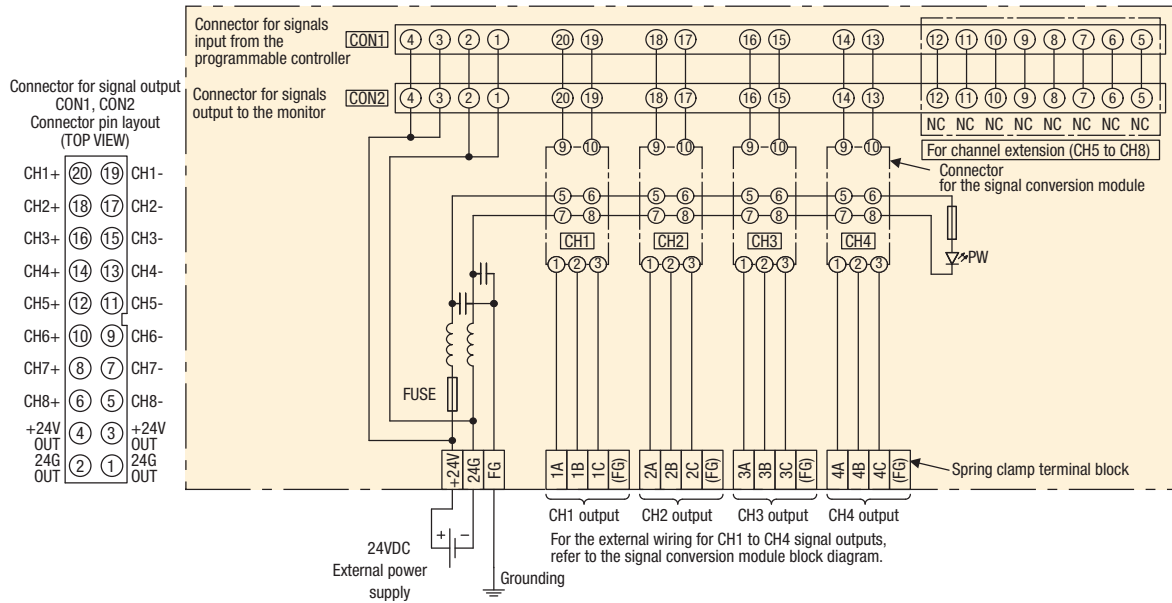 Connector for signals
input from the
programmable controller
CON1
4 3 2 1 20 19 18 17 16 15 14 13 12 11 10 9 8 7 6 5
Connector for signals
output to the monitor
CON2
4 3 2 1 20 19 18 17 16 15 14 13 12 11 10 9 8 7 6 5
NC NC NC NC NC NC NC NC
For channel extension (CH5 to CH8)
Connector
for the signal conversion module
Connector for signal output
CON1, CON2
Connector pin layout
(TOP VIEW)
CH1+ 20 19 CH1-
CH2+ 18 17 CH2-
CH3+ 16 15 CH3-
CH4+ 14 13 CH4-
CH5+ 12 11 CH5-
CH6+ 10 9 CH6-
CH7+ 8 7 CH7-
CH8+ 6 5 CH8-
+24V OUT 4 3 +24V OUT
24G OUT 2 1 24G OUT
9 10 9 10 9 10 9 10
5 6 5 6 5 6 5 6
7 8 7 8 7 8 7 8
CH1 CH2 CH3 CH4
PW
1 2 3 1 2 3 1 2 3 1 2 3
FUSE
+24V 24G FG
1A 1B 1C (FG)
2A 2B 2C (FG)
3A 3B 3C (FG)
4A 4B 4C (FG)
Spring clamp terminal block
CH1 output CH2 output CH3 output CH4 output
For the external wiring for CH1 to CH4 signal outputs,
refer to the signal conversion module block diagram.
+ −
24VDC
External power
supply
Grounding